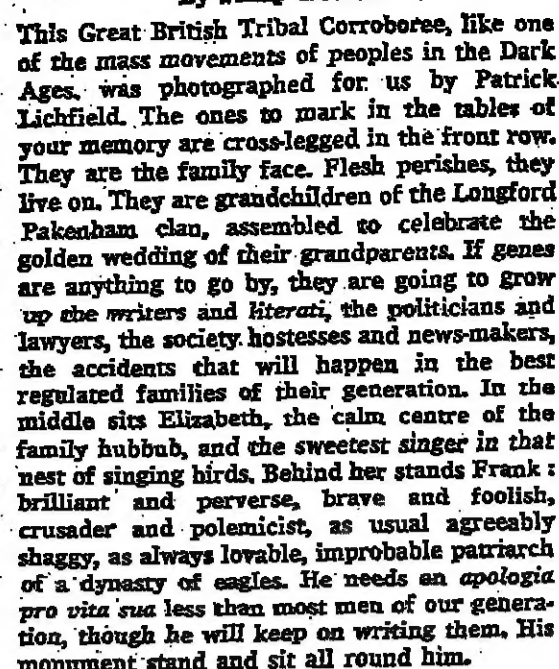 This Great British Tribal Corroboree, like one
of the mass movements of peoples in the Dark
Ages, was photographed for us by Patrick
Lichfield. The ones to mark in the tables of
your memory are cross-legged in the front row.
They are the family face. Flesh perishes, they
live on. They are grandchildren of the Longford
Pakenham clan, assembled to celebrate the
golden wedding of their grandparents. If genes
are anything to go by, they are going to grow
up the writers and literati, the politicians and
lawyers, the society hostesses and news-makers,
the accidents that will happen in the best
regulated families of their generation. In the
middle sits Elizabeth, the calm centre of the
family hubbub, and the sweetest singer in that
nest of singing birds. Behind her stands Frank:
brilliant and perverse, brave and foolish,
crusader and polemicist, as usual agreeably
shaggy, as always lovable, improbable patriarch
of a dynasty of eagles. He needs an apologia
pro vita sua less than most men of our genera-
tion, though he will keep on writing them. His
monument stand and sit all round him.